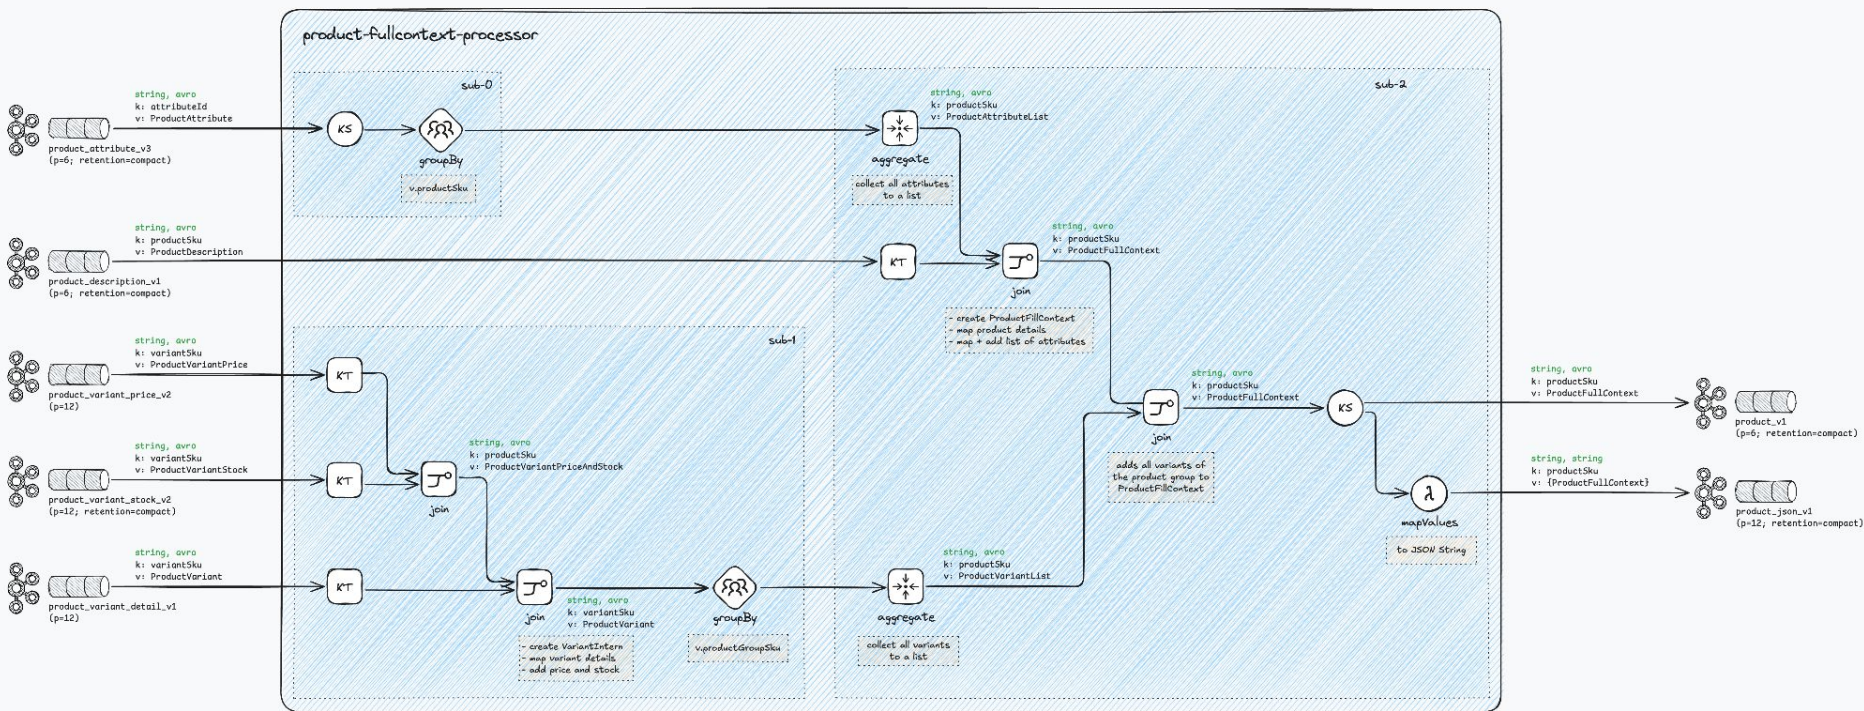 product-fullcontext-processor
sub-0
string, avro
k: attributeId
v: ProductAttribute
product_attribute_v3
(p=6; retention=compact)
KS
groupBy
v.productSku
sub-2
string, avro
k: productSku
v: ProductAttributeList
aggregate
collect all attributes
to a list
string, avro
k: productSku
v: ProductDescription
product_description_v1
(p=6; retention=compact)
KT
string, avro
k: productSku
v: ProductFullContext
join
- create ProductFillContext
- map product details
- map + add list of attributes
sub-1
string, avro
k: variantSku
v: ProductVariantPrice
product_variant_price_v2
(p=12)
KT
string, avro
k: variantSku
v: ProductVariantStock
product_variant_stock_v2
(p=12; retention=compact)
KT
join
string, avro
k: productSku
v: ProductVariantPriceAndStock
string, avro
k: variantSku
v: ProductVariant
product_variant_detail_v1
(p=12)
KT
join
string, avro
k: variantSku
v: ProductVariant
- create VariantIntern
- map variant details
- add price and stock
groupBy
v.productGroupSku
aggregate
collect all variants
to a list
string, avro
k: productSku
v: ProductVariantList
join
adds all variants of
the product group to
ProductFillContext
string, avro
k: productSku
v: ProductFullContext
KS
string, avro
k: productSku
v: ProductFullContext
product_v1
(p=6; retention=compact)
λ
mapValues
to JSON String
string, string
k: productSku
v: {ProductFullContext}
product_json_v1
(p=12; retention=compact)